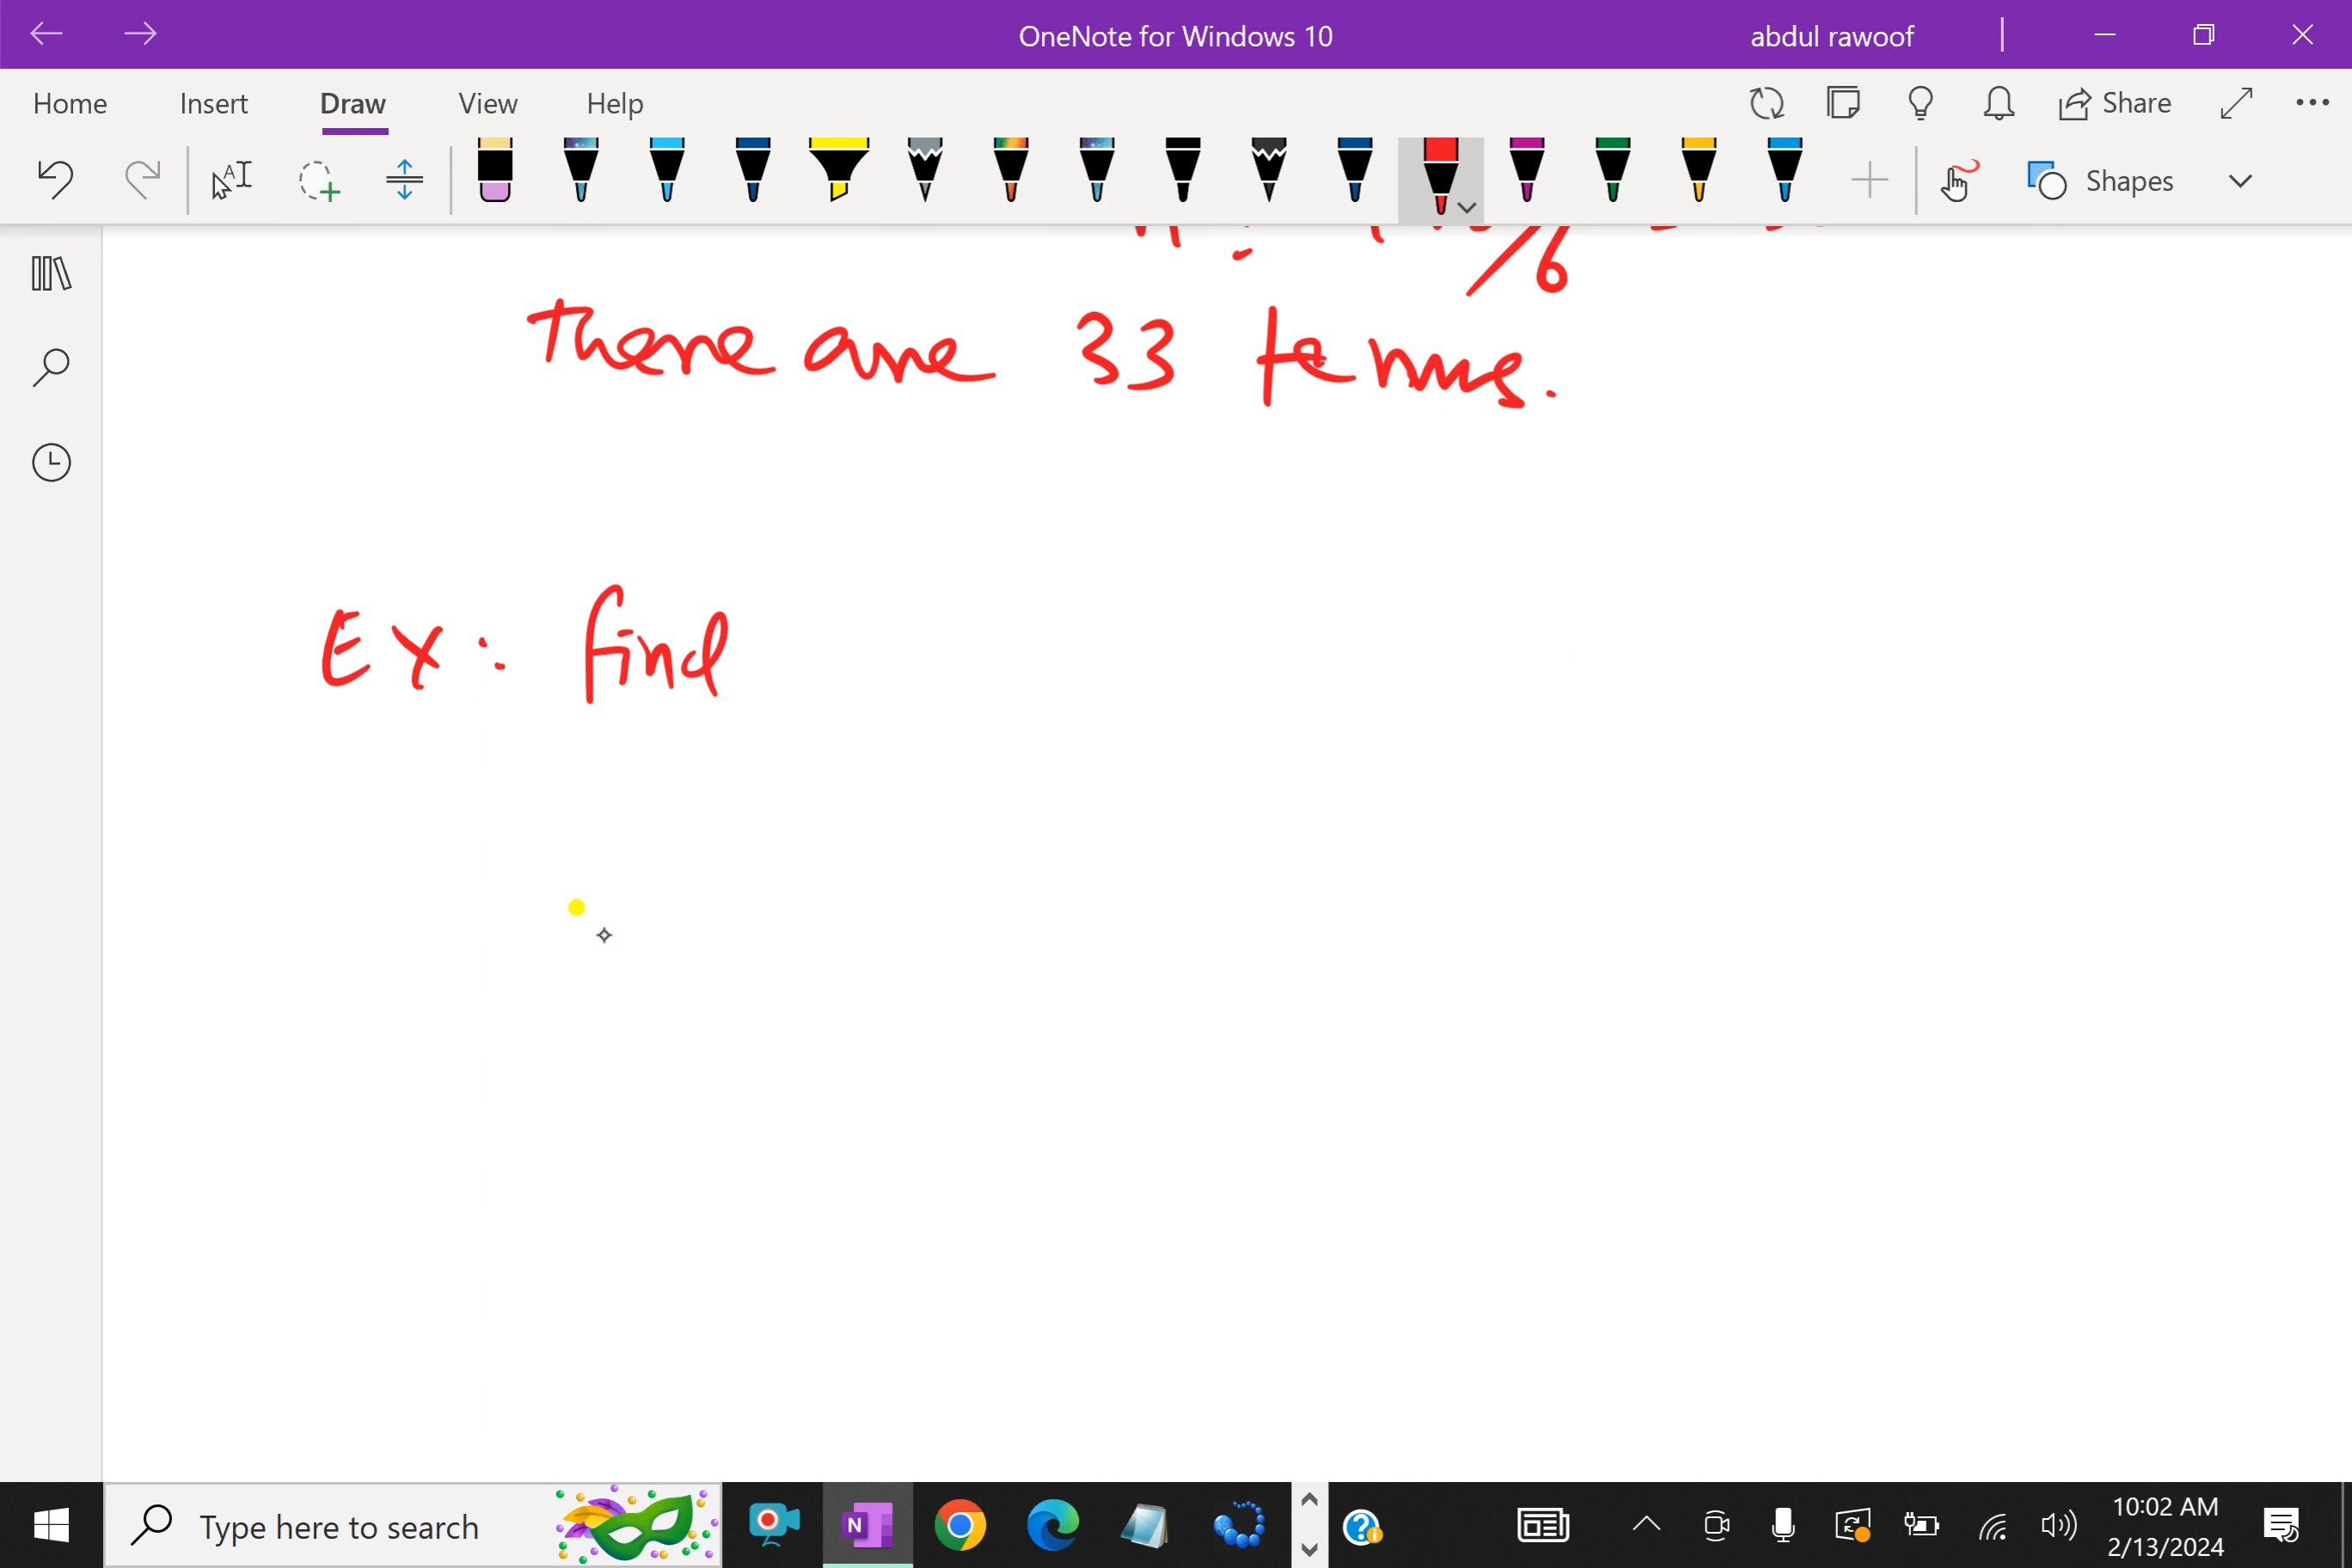 OneNote for Windows 10
abdul rawoof
Home Insert Draw View Help
Share
Shapes
There are 33 terms.
Ex: find
Type here to search
10:02 AM
2/13/2024